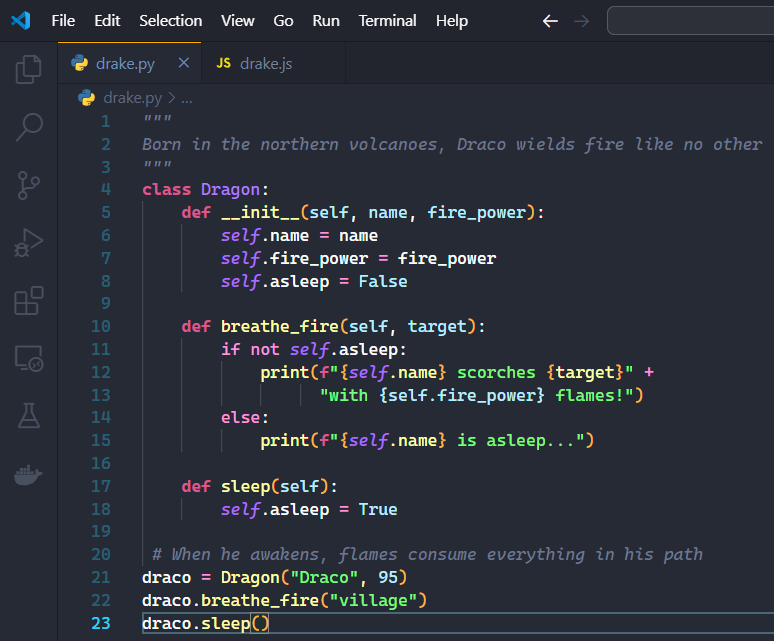 File Edit Selection View Go Run Terminal Help
drake.py JS drake.js
drake.py > ...
1 """
2 Born in the northern volcanoes, Draco wields fire like no other
3 """
4 class Dragon:
5     def __init__(self, name, fire_power):
6         self.name = name
7         self.fire_power = fire_power
8         self.asleep = False
9
10     def breathe_fire(self, target):
11         if not self.asleep:
12             print(f"{self.name} scorches {target}" +
13                   "with {self.fire_power} flames!")
14         else:
15             print(f"{self.name} is asleep...")
16
17     def sleep(self):
18         self.asleep = True
19
20  # When he awakens, flames consume everything in his path
21 draco = Dragon("Draco", 95)
22 draco.breathe_fire("village")
23 draco.sleep()